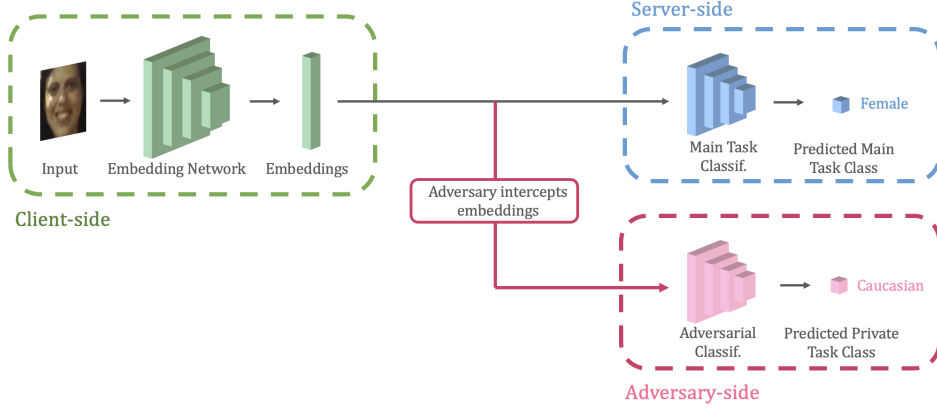 Server-side
Input
Embedding Network
Embeddings
Client-side
Main Task
Classif.
Female
Predicted Main
Task Class
Adversary intercepts
embeddings
Adversarial
Classif.
Caucasian
Predicted Private
Task Class
Adversary-side